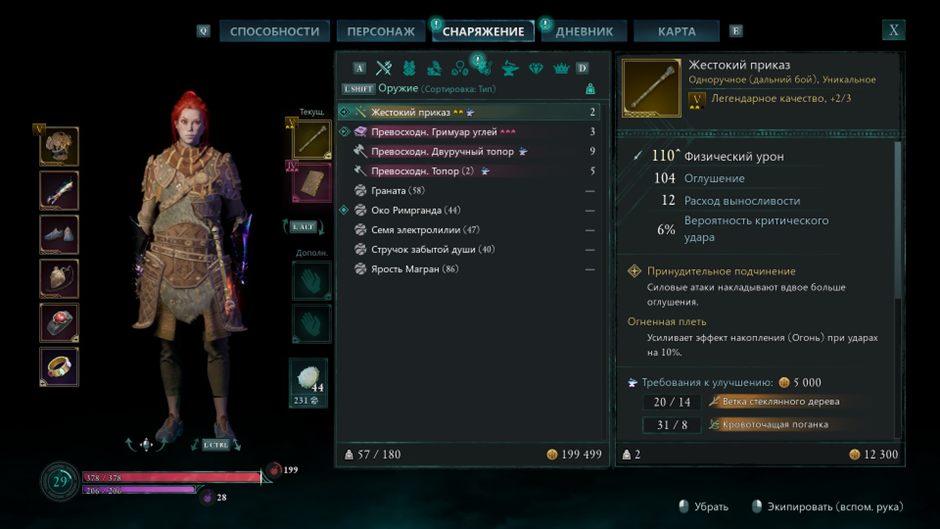 Q СПОСОБНОСТИ ПЕРСОНАЖ СНАРЯЖЕНИЕ ДНЕВНИК КАРТА E X
A D
L SHIFT Оружие (Сортировка: Тип)
Жестокий приказ 2
Превосходн. Гримуар углей 3
Превосходн. Двуручный топор 9
Превосходн. Топор (2) 5
Граната (58) —
Око Римрганда (44) —
Семя электролилии (47) —
Стручок забытой души (40) —
Ярость Магран (86) —
57 / 180 199 499
Текущ.
V
V
IV
L ALT
Дополн.
44
231
L CTRL
29
378 / 378 199
206 / 206 28
Жестокий приказ
Одноручное (дальний бой), Уникальное
V Легендарное качество, +2/3
110 Физический урон
104 Оглушение
12 Расход выносливости
6% Вероятность критического
удара
Принудительное подчинение
Силовые атаки накладывают вдвое больше
оглушения.
Огненная плеть
Усиливает эффект накопления (Огонь) при ударах
на 10%.
Требования к улучшению: 5 000
20 / 14 Ветка стеклянного дерева
31 / 8 Кровоточащая поганка
2 12 300
Убрать Экипировать (вспом. рука)